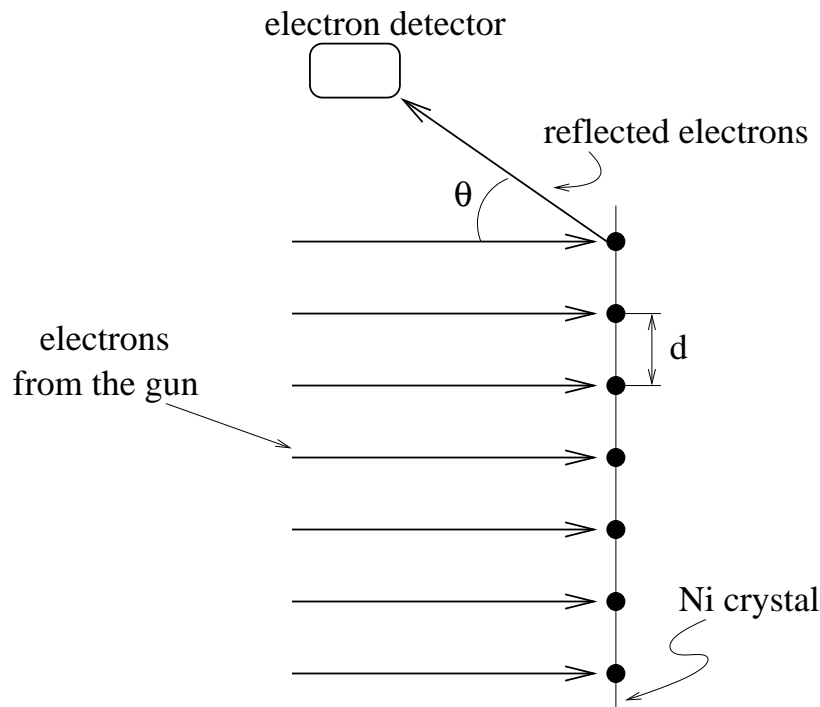 electron detector
reflected electrons
θ
electrons
from the gun
d
Ni crystal